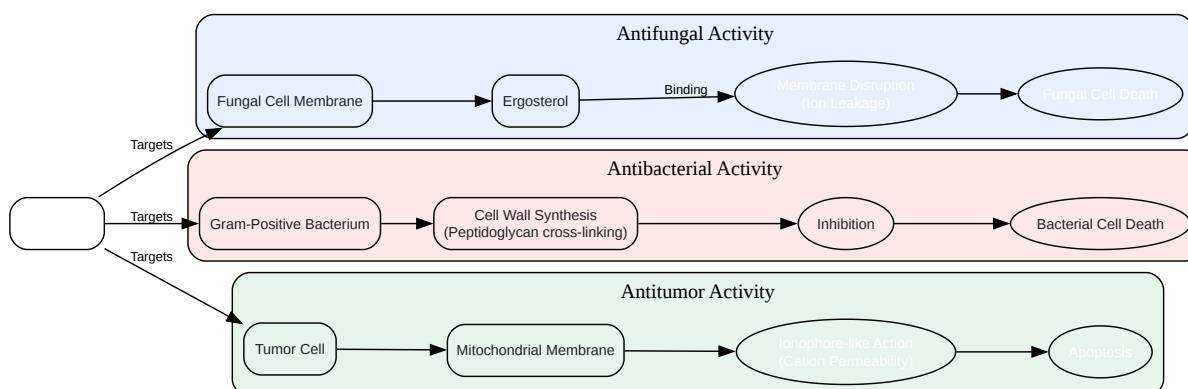 Antifungal Activity
Fungal Cell Membrane
Ergosterol
Binding
Membrane Disruption
(Ion Leakage)
Fungal Cell Death
Targets
Antibacterial Activity
Targets
Gram-Positive Bacterium
Cell Wall Synthesis
(Peptidoglycan cross-linking)
Inhibition
Bacterial Cell Death
Targets
Antitumor Activity
Tumor Cell
Mitochondrial Membrane
Ionophore-like Action
(Cation Permeability)
Apoptosis